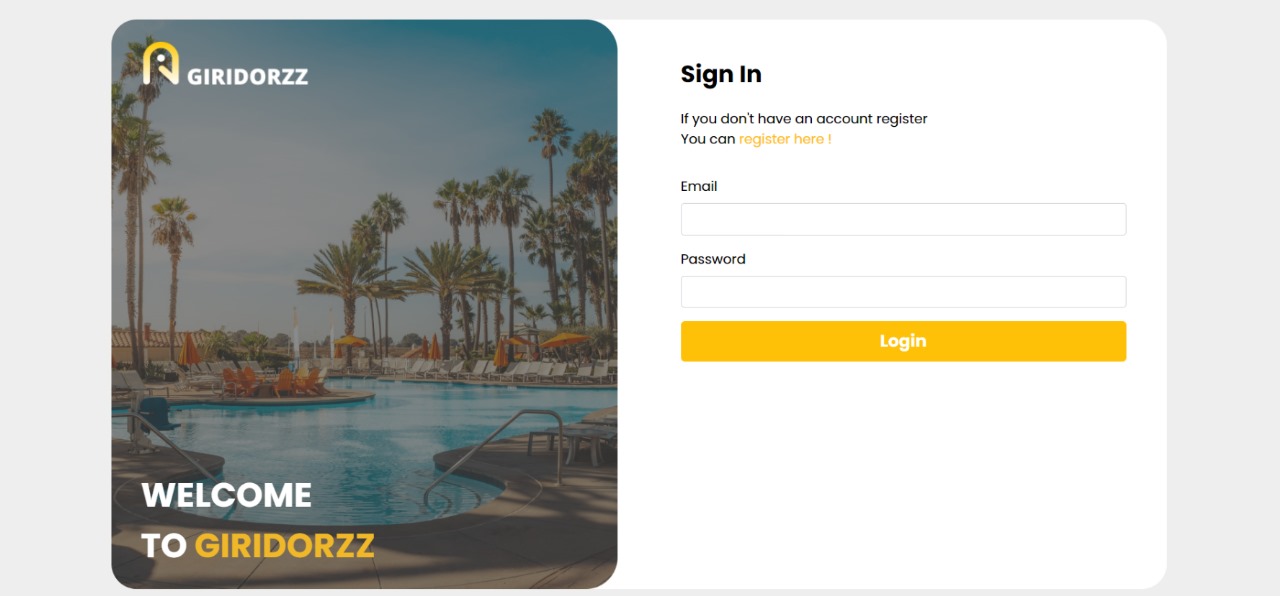 GIRIDORZZ
WELCOME
TO GIRIDORZZ
Sign In
If you don't have an account register
You can register here !
Email
Password
Login